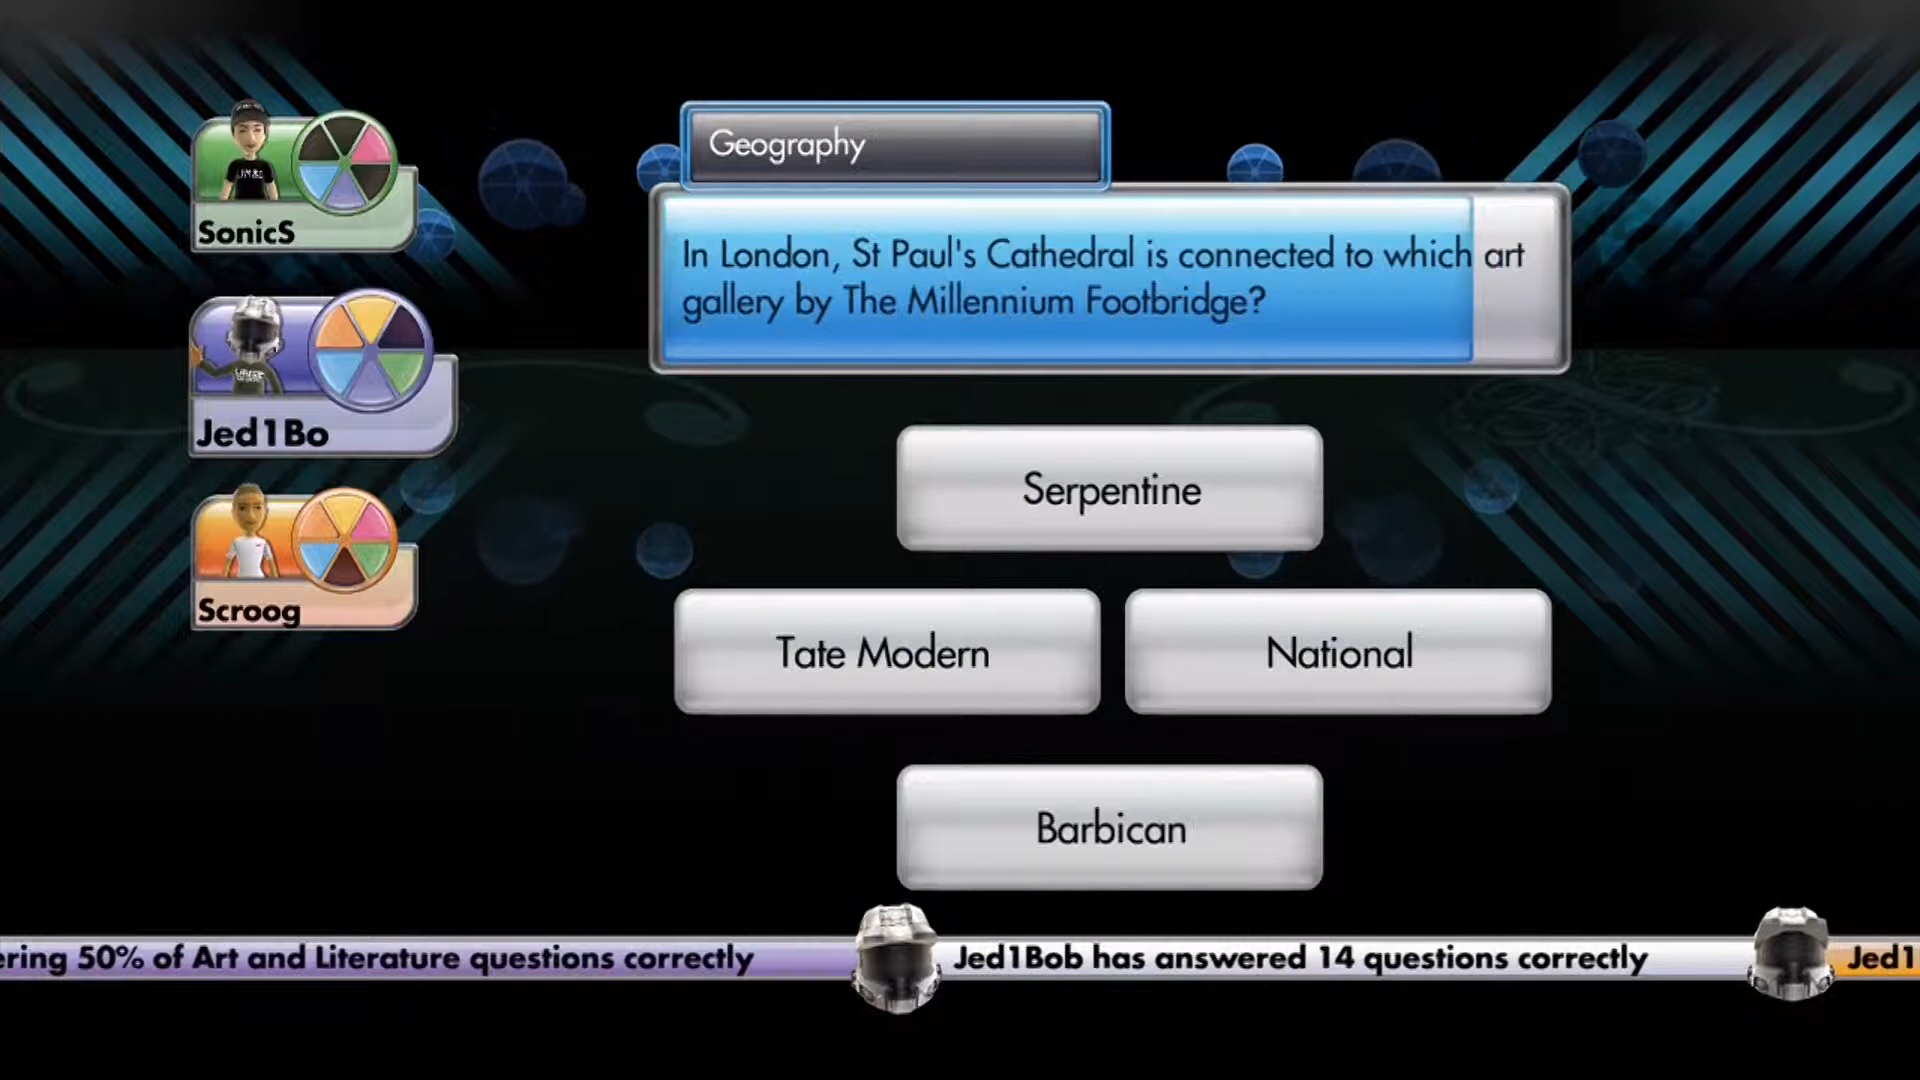 Geography
In London, St Paul's Cathedral is connected to which art
gallery by The Millennium Footbridge?
SonicS
Jed1Bo
Scroog
Serpentine
Tate Modern
National
Barbican
ering 50% of Art and Literature questions correctly
Jed1Bob has answered 14 questions correctly
Jed1